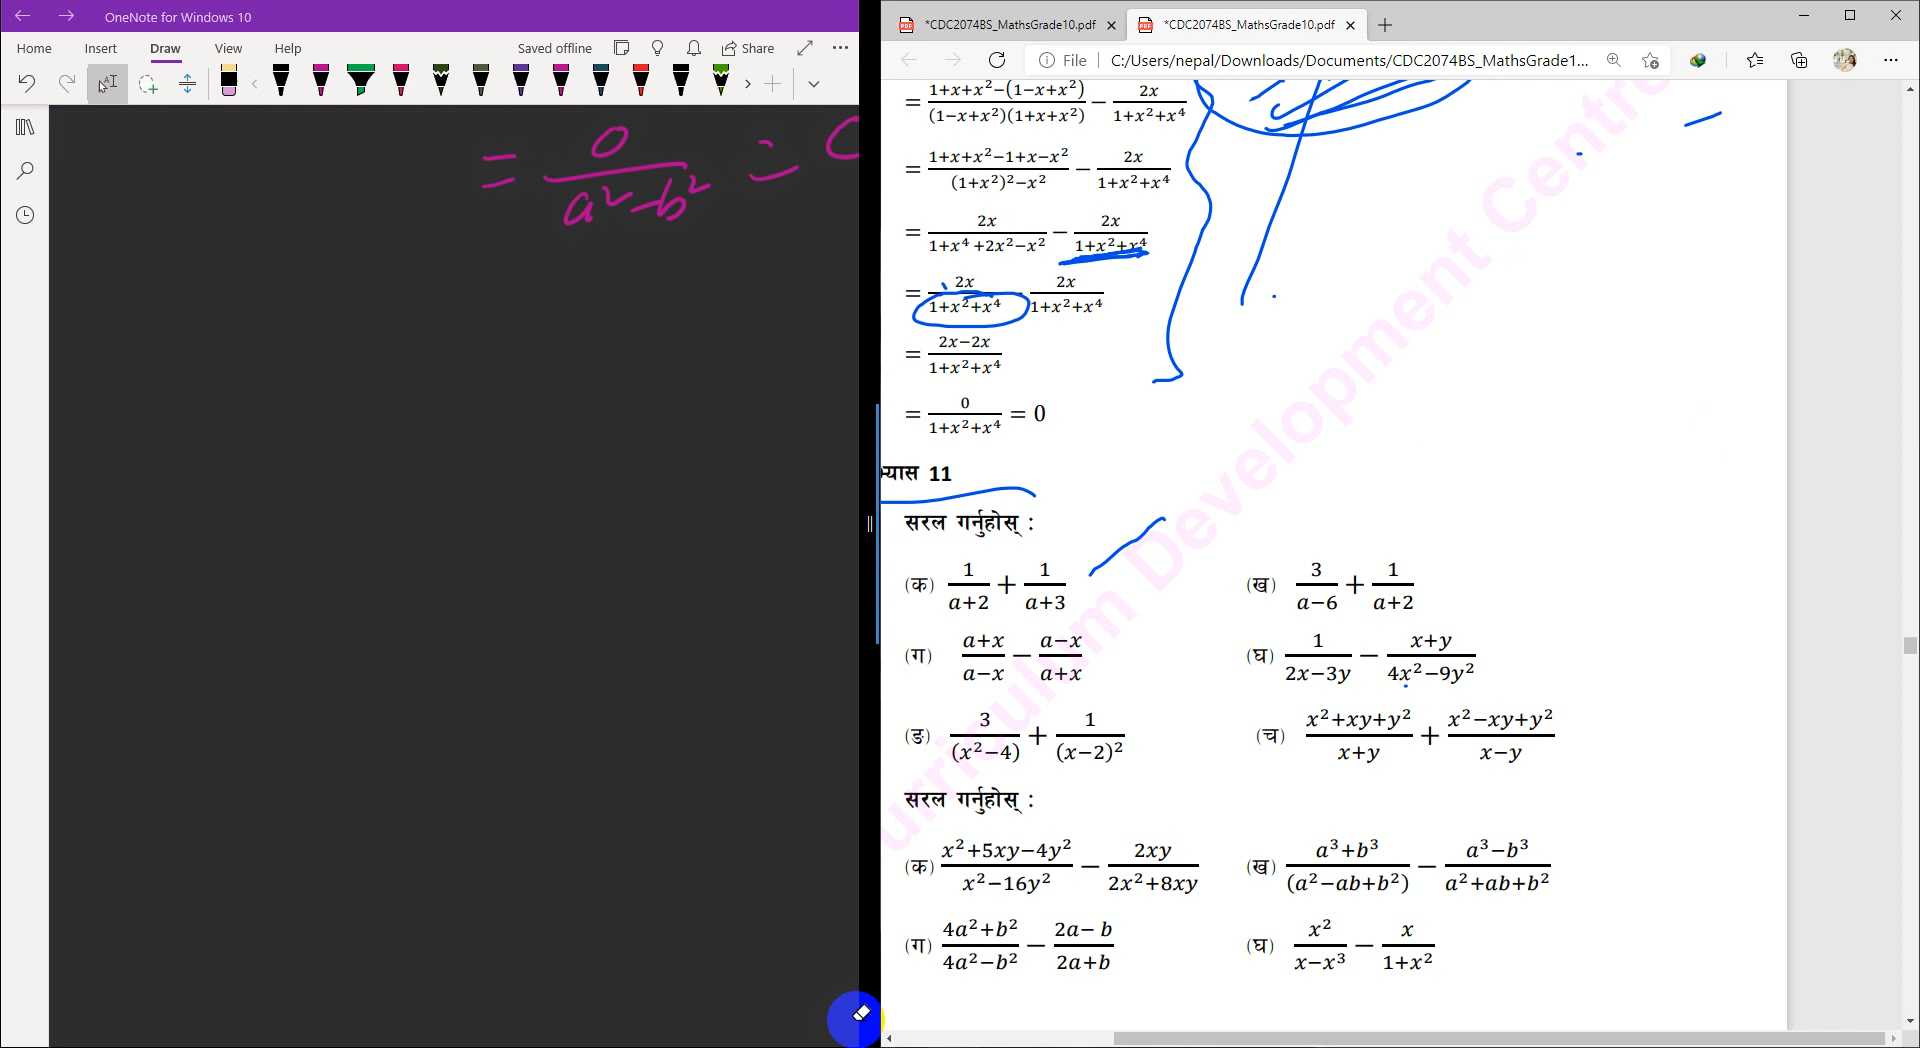 OneNote for Windows 10
Home Insert Draw View Help Saved offline Share
= 0/(a²-b²) =
*CDC2074BS_MathsGrade10.pdf
*CDC2074BS_MathsGrade10.pdf
File C:/Users/nepal/Downloads/Documents/CDC2074BS_MathsGrade1...
= (1+x+x²−(1−x+x²))/((1−x+x²)(1+x+x²)) − 2x/(1+x²+x⁴)
= (1+x+x²−1+x−x²)/((1+x²)²−x²) − 2x/(1+x²+x⁴)
= 2x/(1+x⁴+2x²−x²) − 2x/(1+x²+x⁴)
= 2x/(1+x²+x⁴) − 2x/(1+x²+x⁴)
= (2x−2x)/(1+x²+x⁴)
= 0/(1+x²+x⁴) = 0
भ्यास 11
सरल गर्नुहोस् :
(क) 1/(a+2) + 1/(a+3) (ख) 3/(a−6) + 1/(a+2)
(ग) (a+x)/(a−x) − (a−x)/(a+x) (घ) 1/(2x−3y) − (x+y)/(4x²−9y²)
(ङ) 3/(x²−4) + 1/(x−2)² (च) (x²+xy+y²)/(x+y) + (x²−xy+y²)/(x−y)
सरल गर्नुहोस् :
(क) (x²+5xy−4y²)/(x²−16y²) − 2xy/(2x²+8xy) (ख) (a³+b³)/(a²−ab+b²) − (a³−b³)/(a²+ab+b²)
(ग) (4a²+b²)/(4a²−b²) − (2a− b)/(2a+b) (घ) x²/(x−x³) − x/(1+x²)
urriculum Development Centre